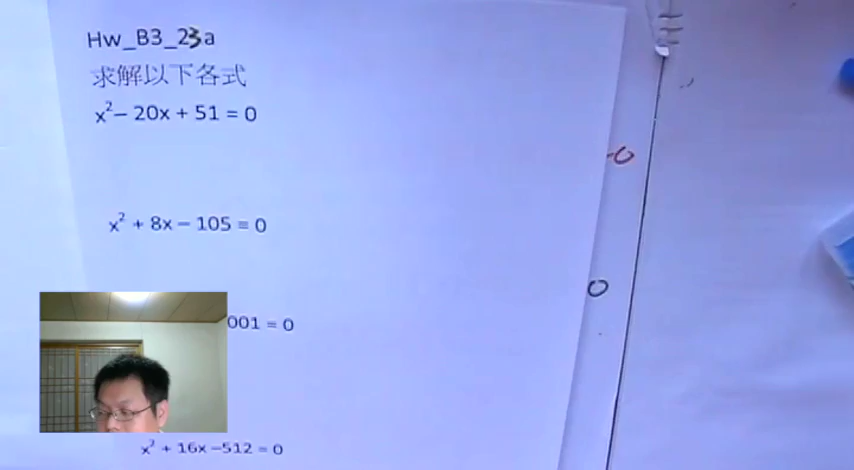 Hw_B3_23a
求解以下各式
x² – 20x + 51 = 0
x² + 8x – 105 = 0
001 = 0
x² + 16x –512 = 0